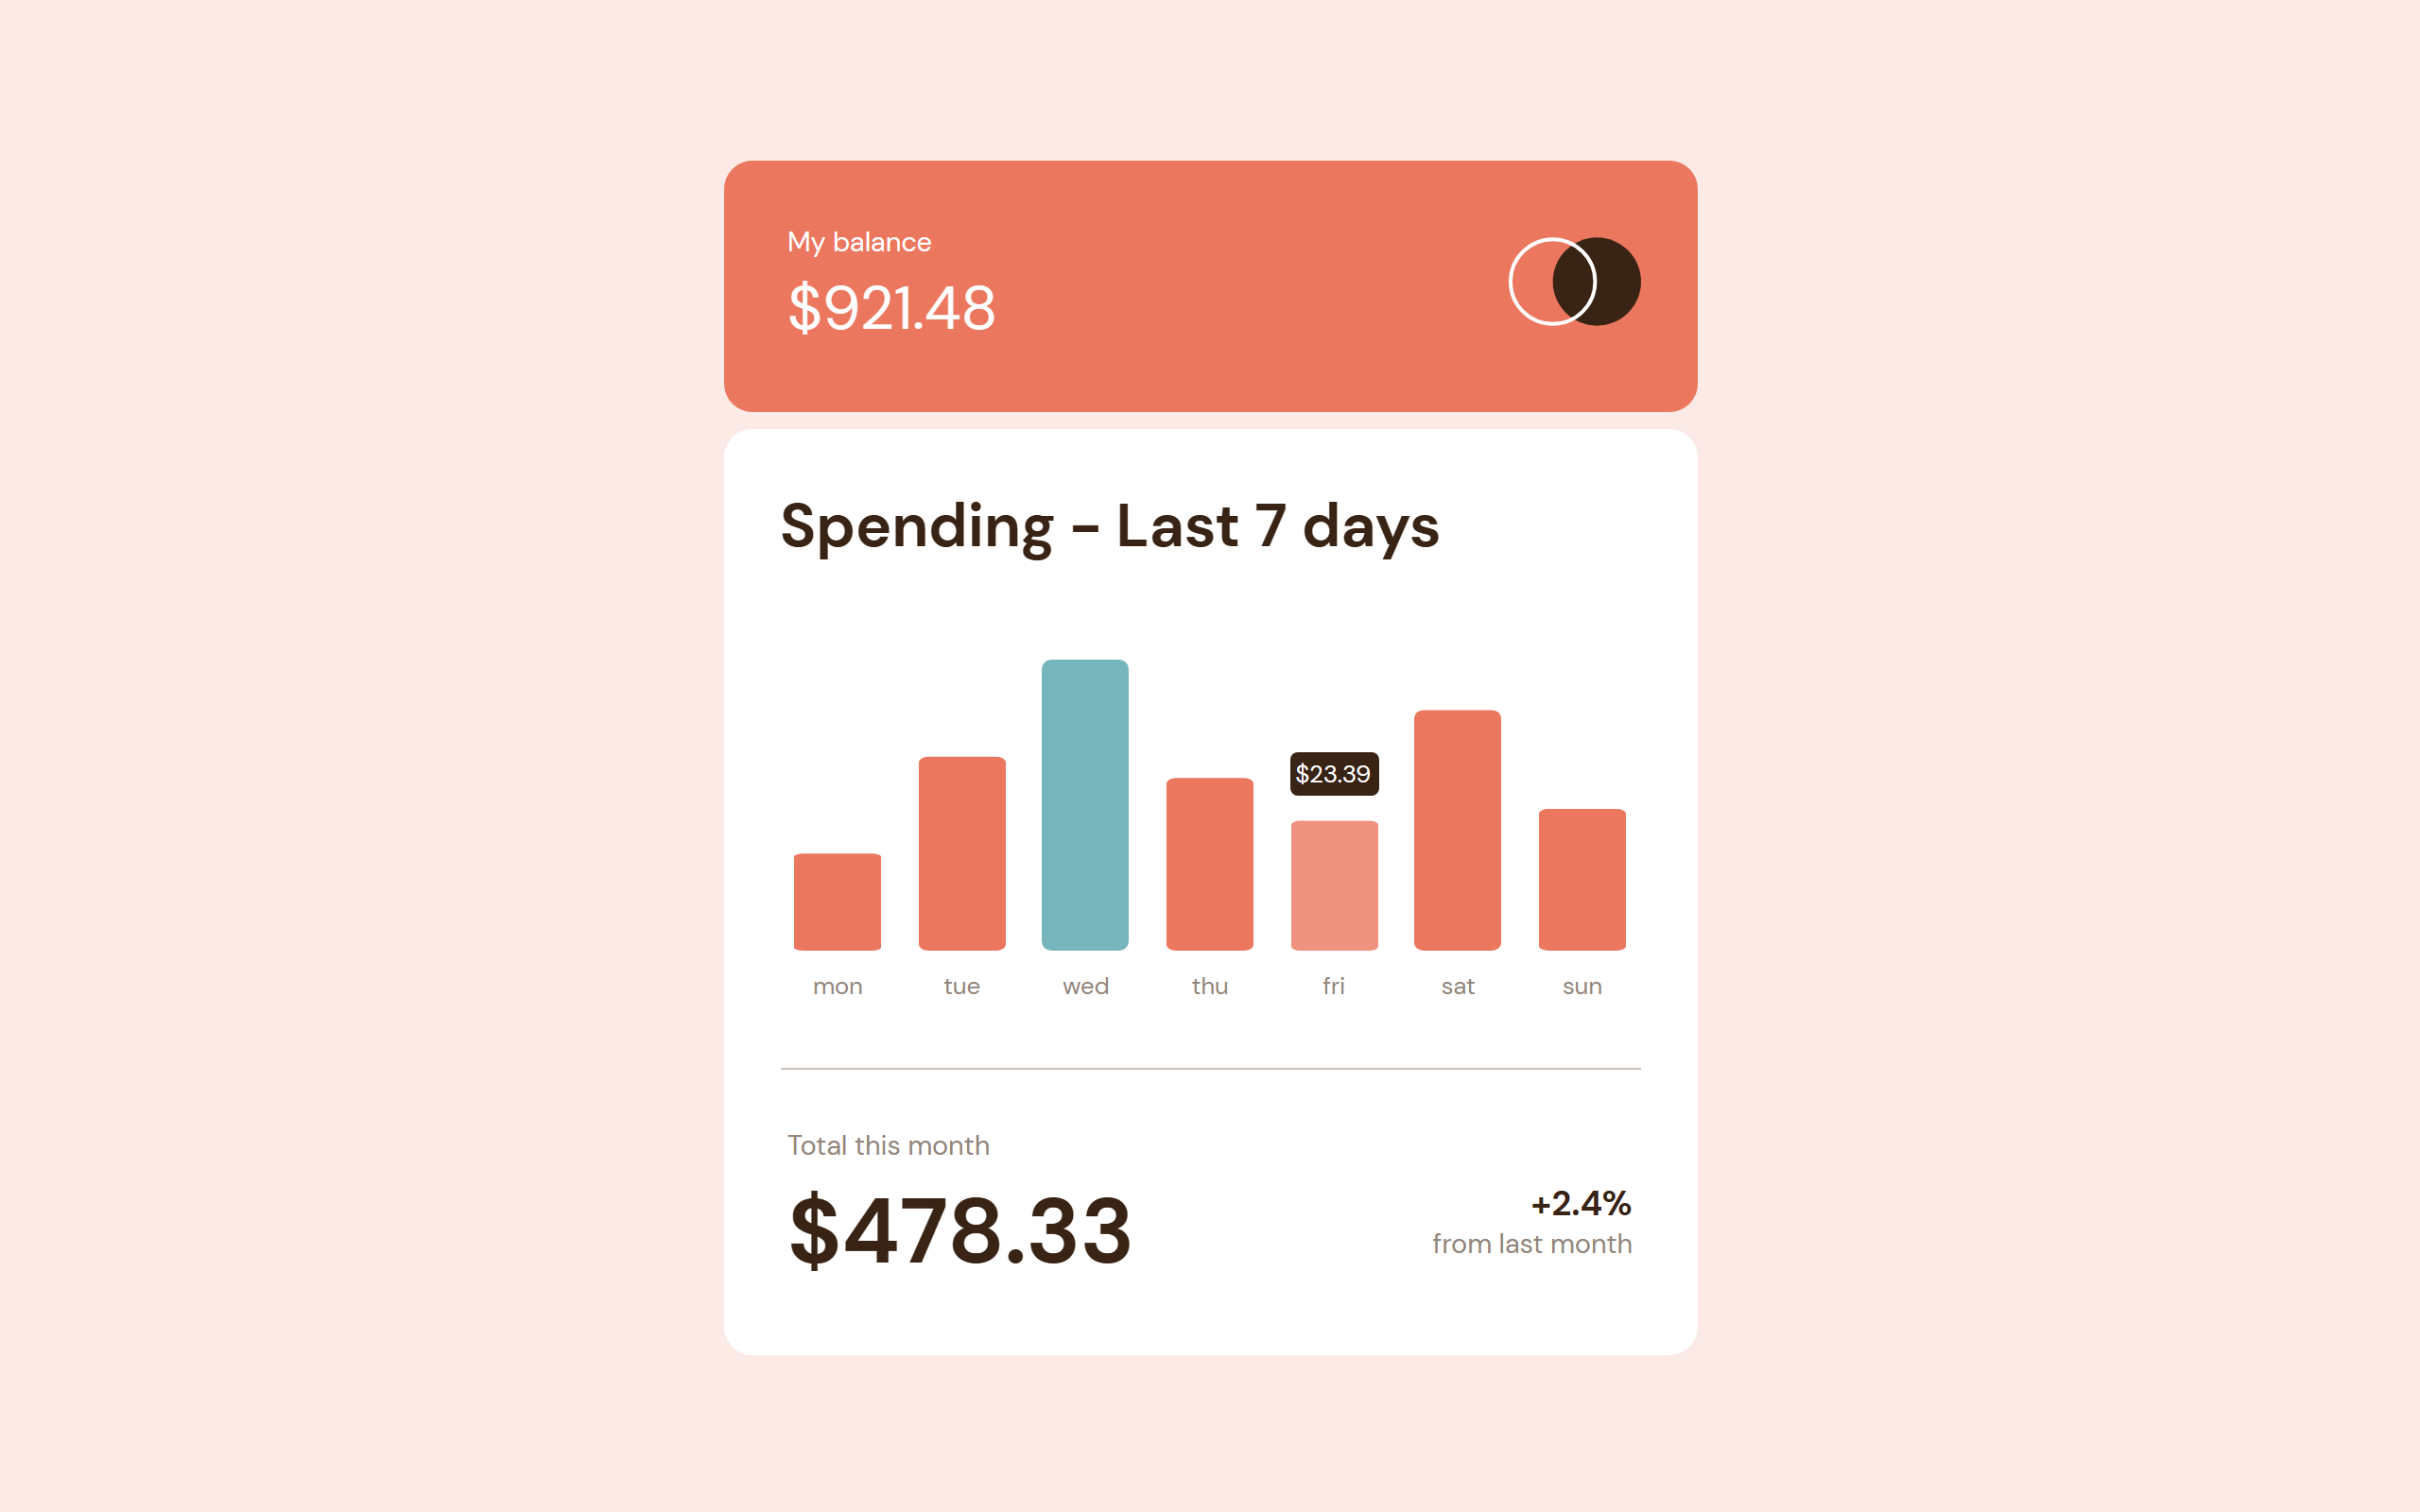 My balance
$921.48
Spending - Last 7 days
$23.39
mon tue wed thu fri sat sun
Total this month
$478.33
+2.4%
from last month